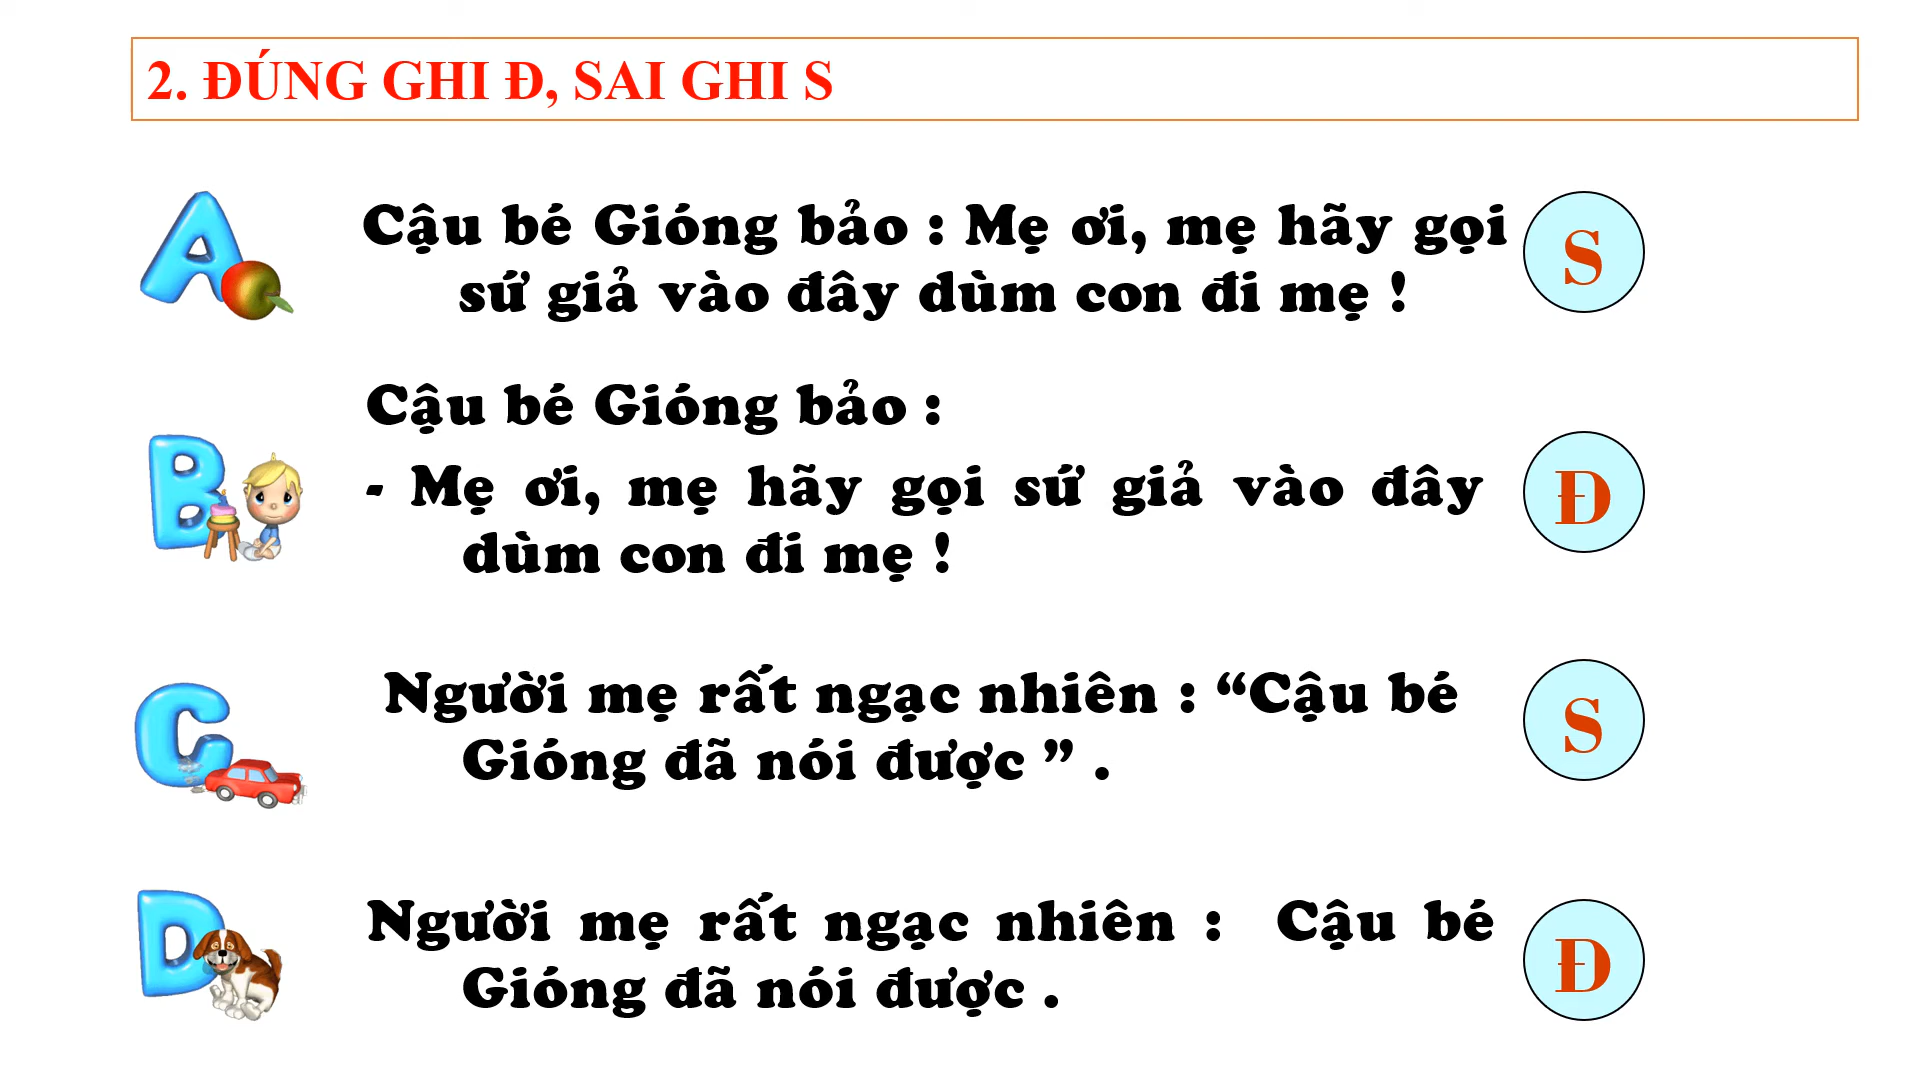 2. ĐÚNG GHI Đ, SAI GHI S
A
Cậu bé Gióng bảo : Mẹ ơi, mẹ hãy gọi
sứ giả vào đây dùm con đi mẹ !
S
Cậu bé Gióng bảo :
B
- Mẹ ơi, mẹ hãy gọi sứ giả vào đây
dùm con đi mẹ !
Đ
C
Người mẹ rất ngạc nhiên : “Cậu bé
Gióng đã nói được ” .
S
D
Người mẹ rất ngạc nhiên : Cậu bé
Gióng đã nói được .
Đ